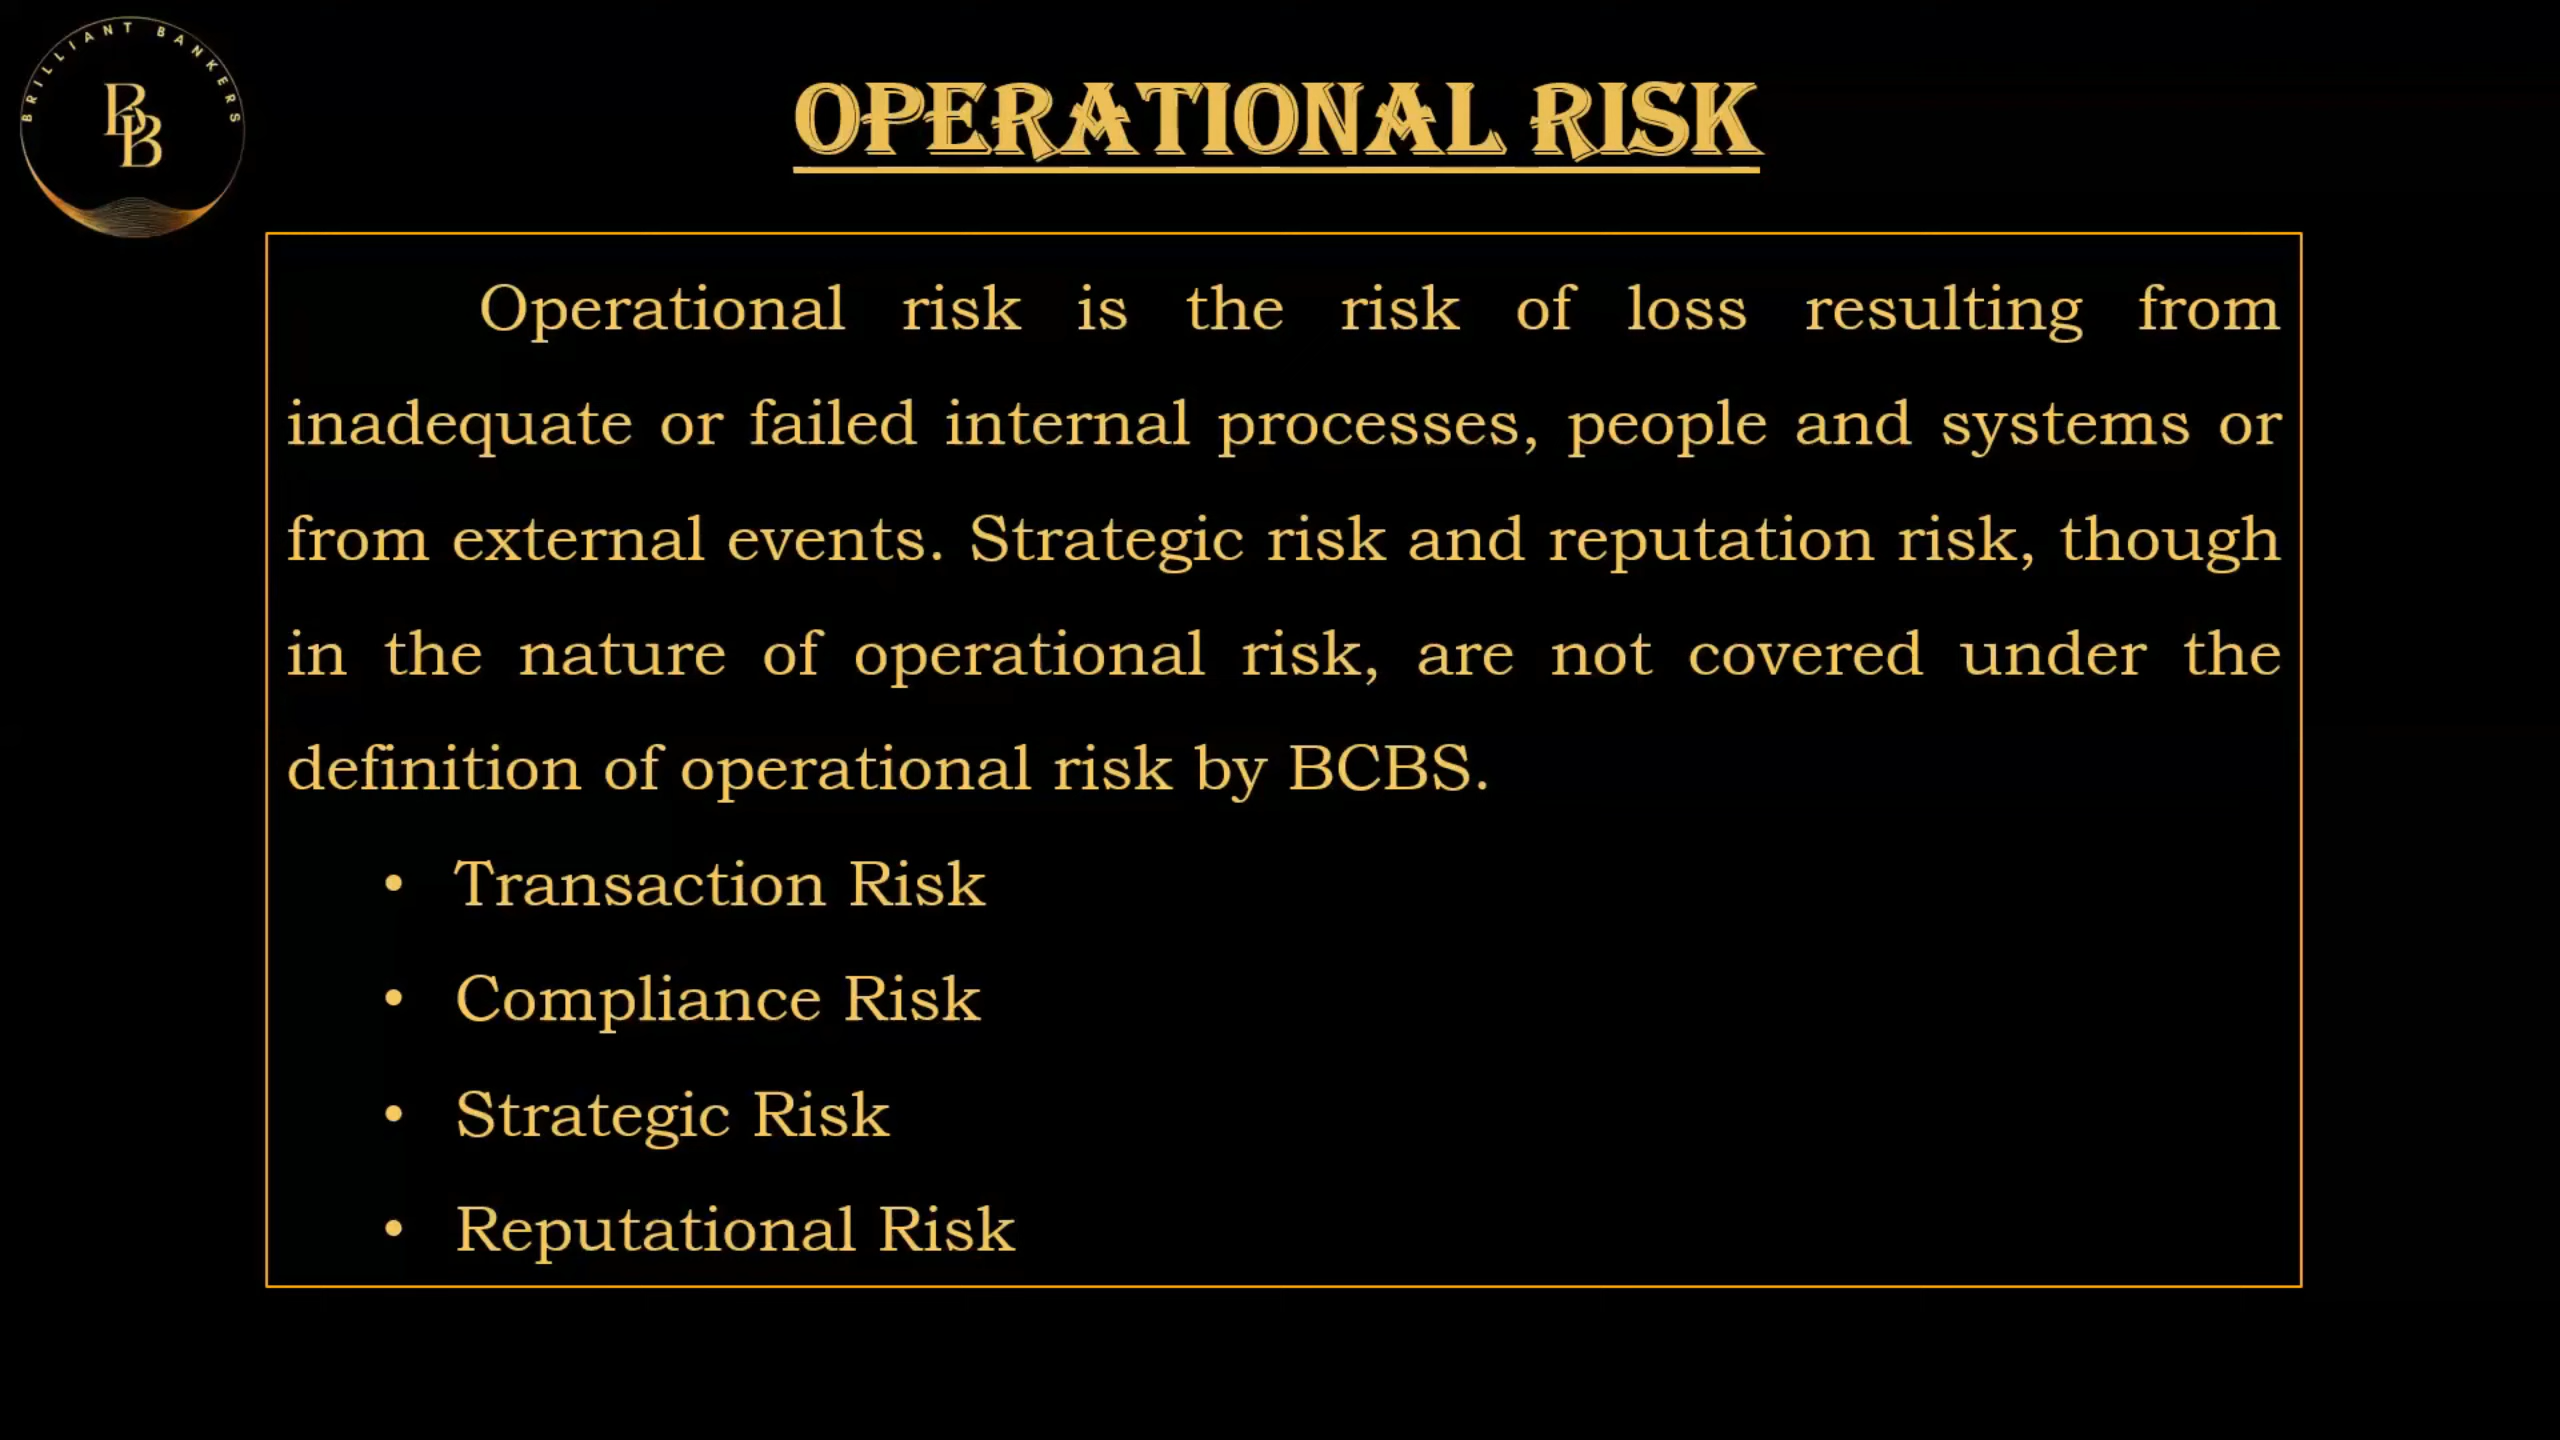 BRILLIANT BANKERS
BB
OPERATIONAL RISK
Operational risk is the risk of loss resulting from
inadequate or failed internal processes, people and systems or
from external events. Strategic risk and reputation risk, though
in the nature of operational risk, are not covered under the
definition of operational risk by BCBS.
• Transaction Risk
• Compliance Risk
• Strategic Risk
• Reputational Risk